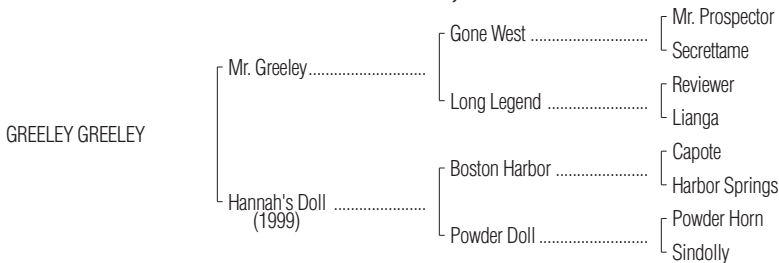 Mr. Prospector
Gone West ..............................
Secrettame
Mr. Greeley.............................
Reviewer
Long Legend .........................
Lianga
GREELEY GREELEY
Capote
Boston Harbor .......................
Harbor Springs
Hannah's Doll ......................
(1999)
Powder Horn
Powder Doll ...........................
Sindolly